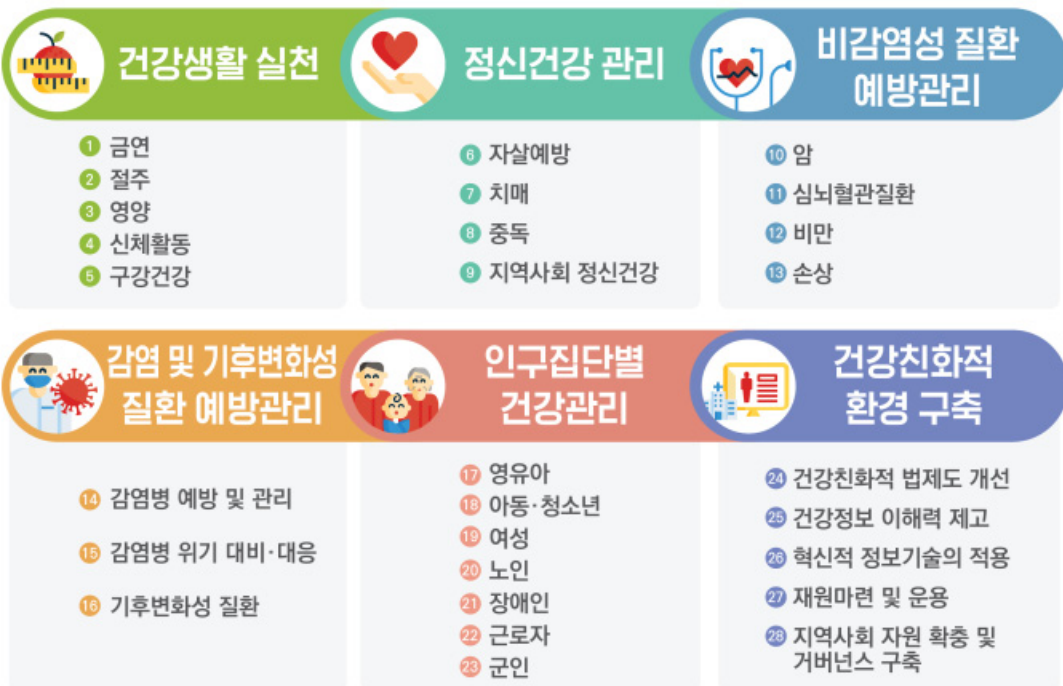 건강생활 실천
1 금연
2 절주
3 영양
4 신체활동
5 구강건강
정신건강 관리
6 자살예방
7 치매
8 중독
9 지역사회 정신건강
비감염성 질환
예방관리
10 암
11 심뇌혈관질환
12 비만
13 손상
감염 및 기후변화성
질환 예방관리
14 감염병 예방 및 관리
15 감염병 위기 대비·대응
16 기후변화성 질환
인구집단별
건강관리
17 영유아
18 아동·청소년
19 여성
20 노인
21 장애인
22 근로자
23 군인
건강친화적
환경 구축
24 건강친화적 법제도 개선
25 건강정보 이해력 제고
26 혁신적 정보기술의 적용
27 재원마련 및 운용
28 지역사회 자원 확충 및
거버넌스 구축